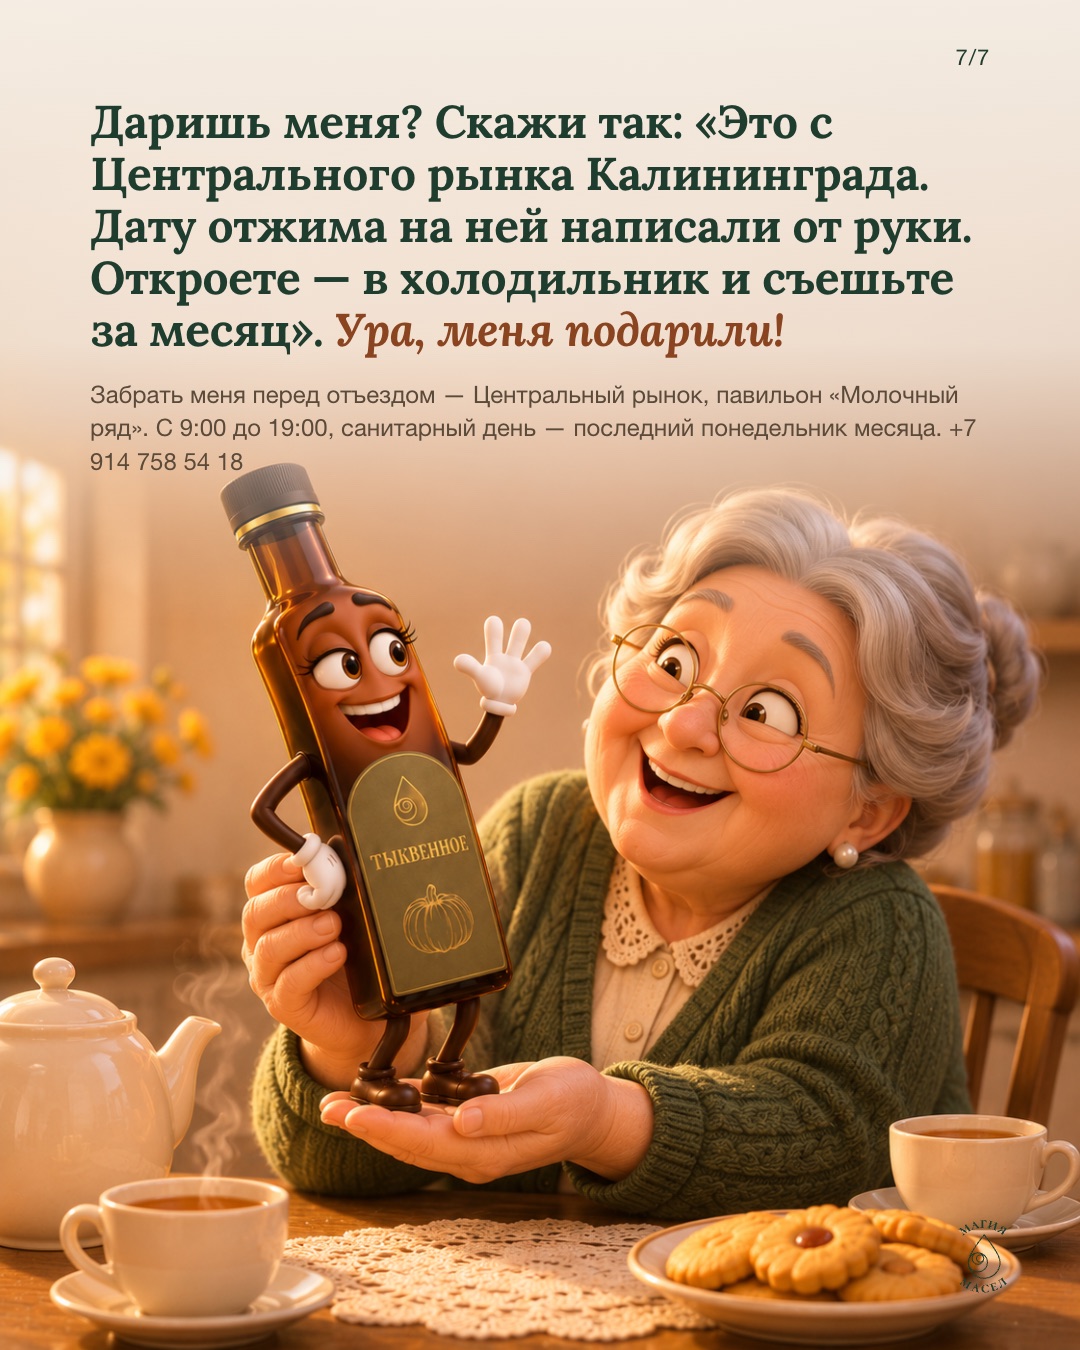 7/7
Даришь меня? Скажи так: «Это с
Центрального рынка Калининграда.
Дату отжима на ней написали от руки.
Откроете — в холодильник и съешьте
за месяц». Ура, меня подарили!
Забрать меня перед отъездом — Центральный рынок, павильон «Молочный
ряд». С 9:00 до 19:00, санитарный день — последний понедельник месяца. +7
914 758 54 18
ТЫКВЕННОЕ
МАГИЯ
МАСЕЛ